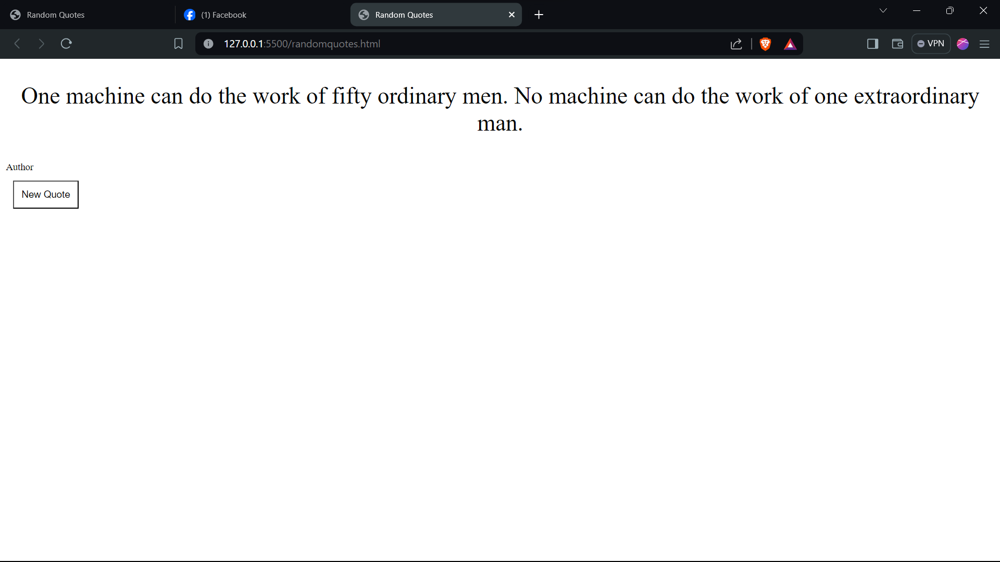 Random Quotes
(1) Facebook
Random Quotes
127.0.0.1:5500/randomquotes.html
VPN
One machine can do the work of fifty ordinary men. No machine can do the work of one extraordinary
man.
Author
New Quote